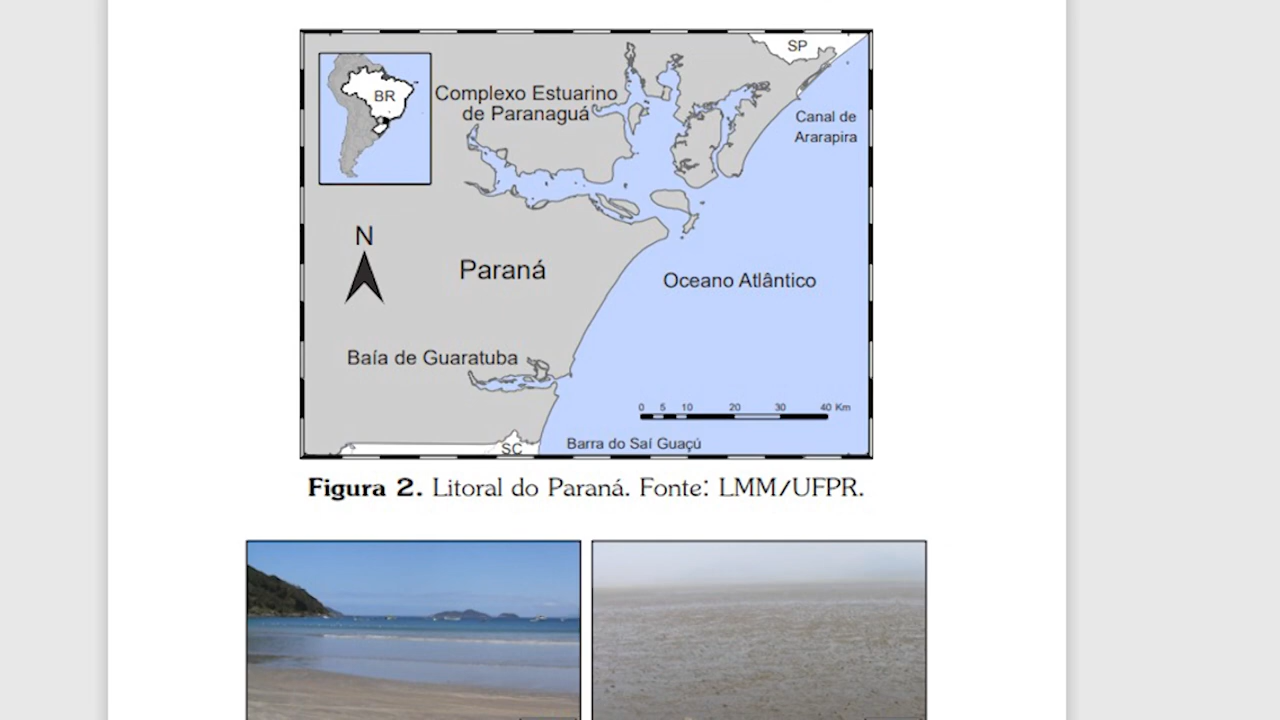 SP
BR
Complexo Estuarino
de Paranaguá
Canal de
Ararapira
N
Paraná
Oceano Atlântico
Baía de Guaratuba
0 5 10 20 30 40 Km
Barra do Saí Guaçú
SC
Figura 2. Litoral do Paraná. Fonte: LMM/UFPR.